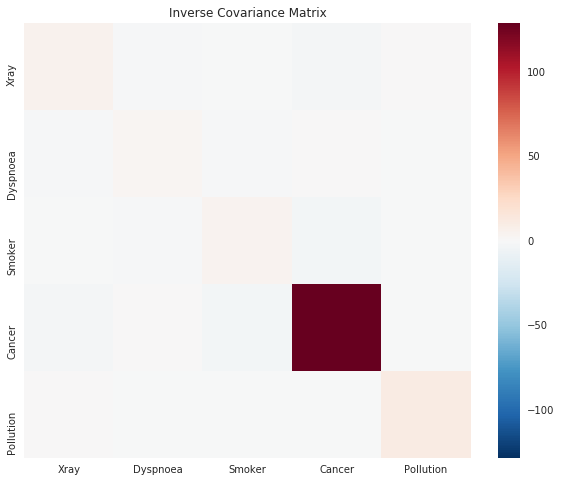 Inverse Covariance Matrix
Xray
Dyspnoea
Smoker
Cancer
Pollution
Xray Dyspnoea Smoker Cancer Pollution
100
50
0
−50
−100